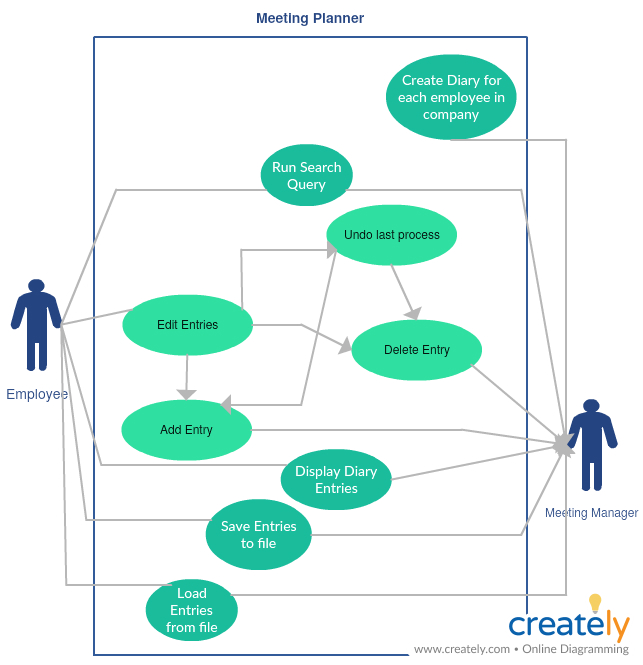 Meeting Planner
Create Diary for
each employee in
company
Run Search
Query
Undo last process
Edit Entries
Delete Entry
Employee
Add Entry
Display Diary
Entries
Meeting Manager
Save Entries
to file
Load
Entries
from file
creately
www.creately.com • Online Diagramming